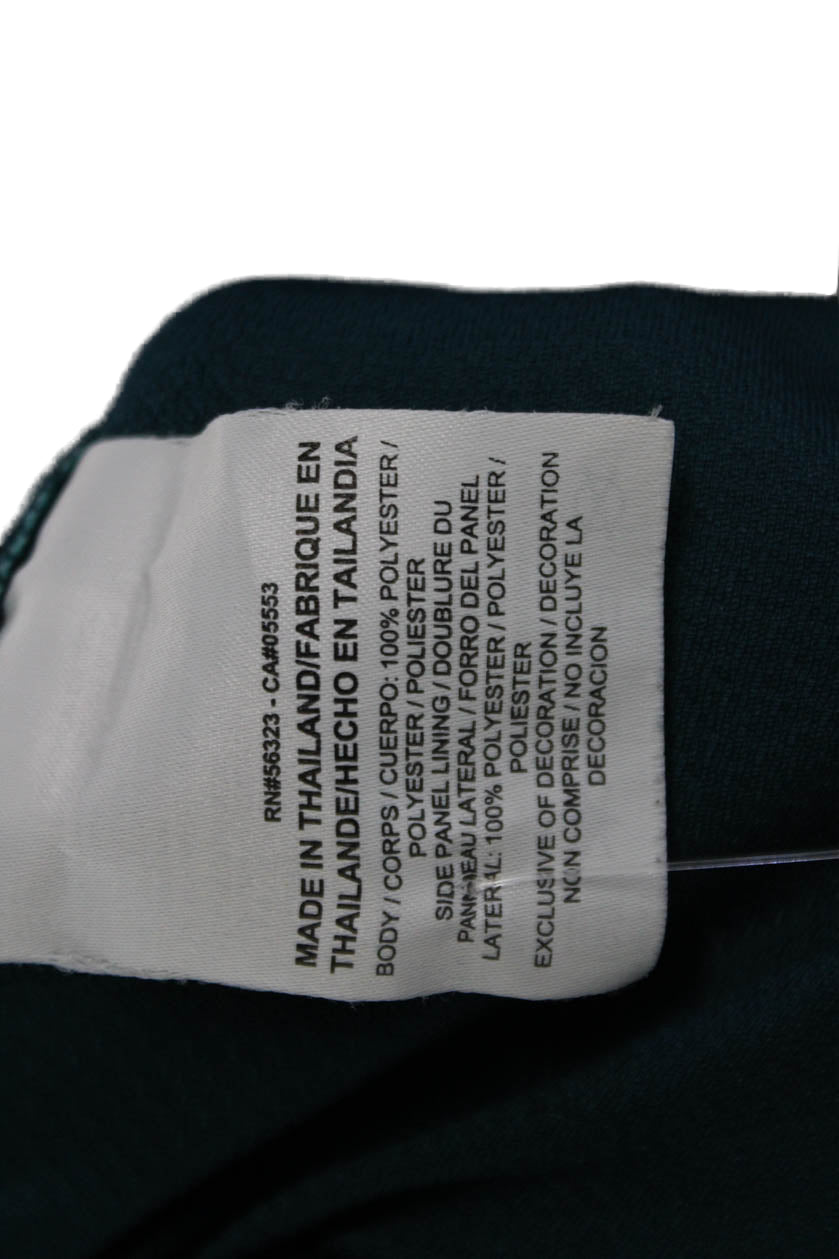 RN#56323 - CA#05553
MADE IN THAILAND/FABRIQUE EN
THAILANDE/HECHO EN TAILANDIA
BODY / CORPS / CUERPO: 100% POLYESTER /
POLYESTER / POLIESTER
SIDE PANEL LINING / DOUBLURE DU
PANNEAU LATERAL / FORRO DEL PANEL
LATERAL: 100% POLYESTER / POLYESTER /
POLIESTER
EXCLUSIVE OF DECORATION / DECORATION
NON COMPRISE / NO INCLUYE LA
DECORACION